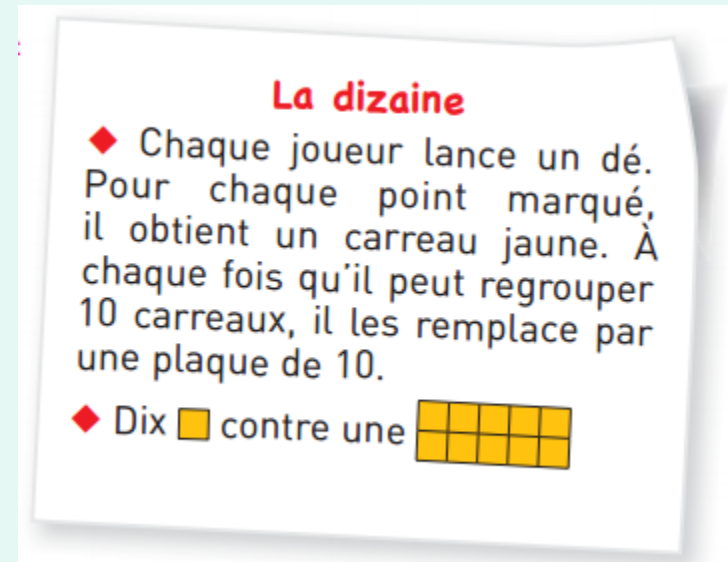 La dizaine
◆ Chaque joueur lance un dé.
Pour chaque point marqué,
il obtient un carreau jaune. À
chaque fois qu'il peut regrouper
10 carreaux, il les remplace par
une plaque de 10.
◆ Dix contre une